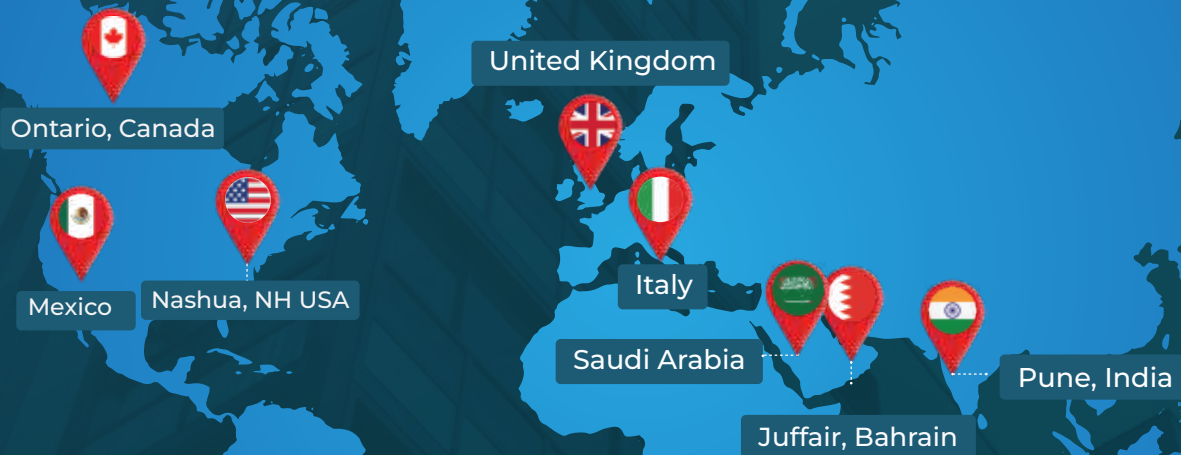 United Kingdom
Ontario, Canada
Italy
Mexico
Nashua, NH USA
Saudi Arabia
Pune, India
Juffair, Bahrain